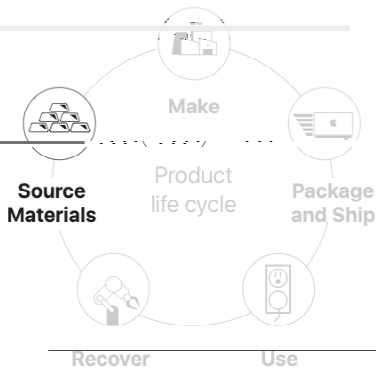 Make
Source
Materials
Product
life cycle
Package
and Ship
Recover
Use